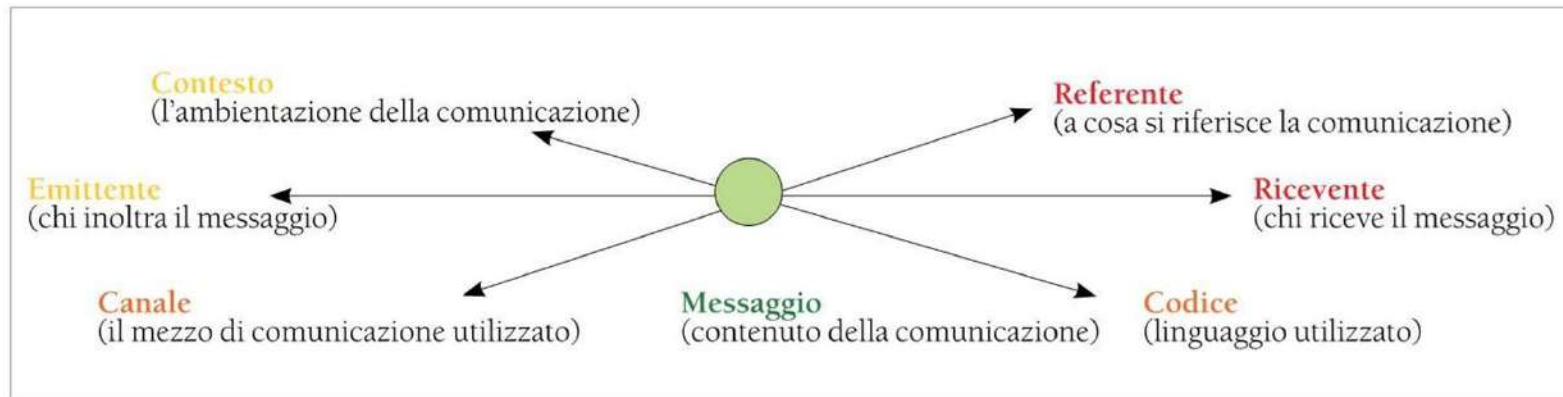 Contesto
(l'ambientazione della comunicazione)
Referente
(a cosa si riferisce la comunicazione)
Emittente
(chi inoltra il messaggio)
Ricevente
(chi riceve il messaggio)
Canale
(il mezzo di comunicazione utilizzato)
Messaggio
(contenuto della comunicazione)
Codice
(linguaggio utilizzato)